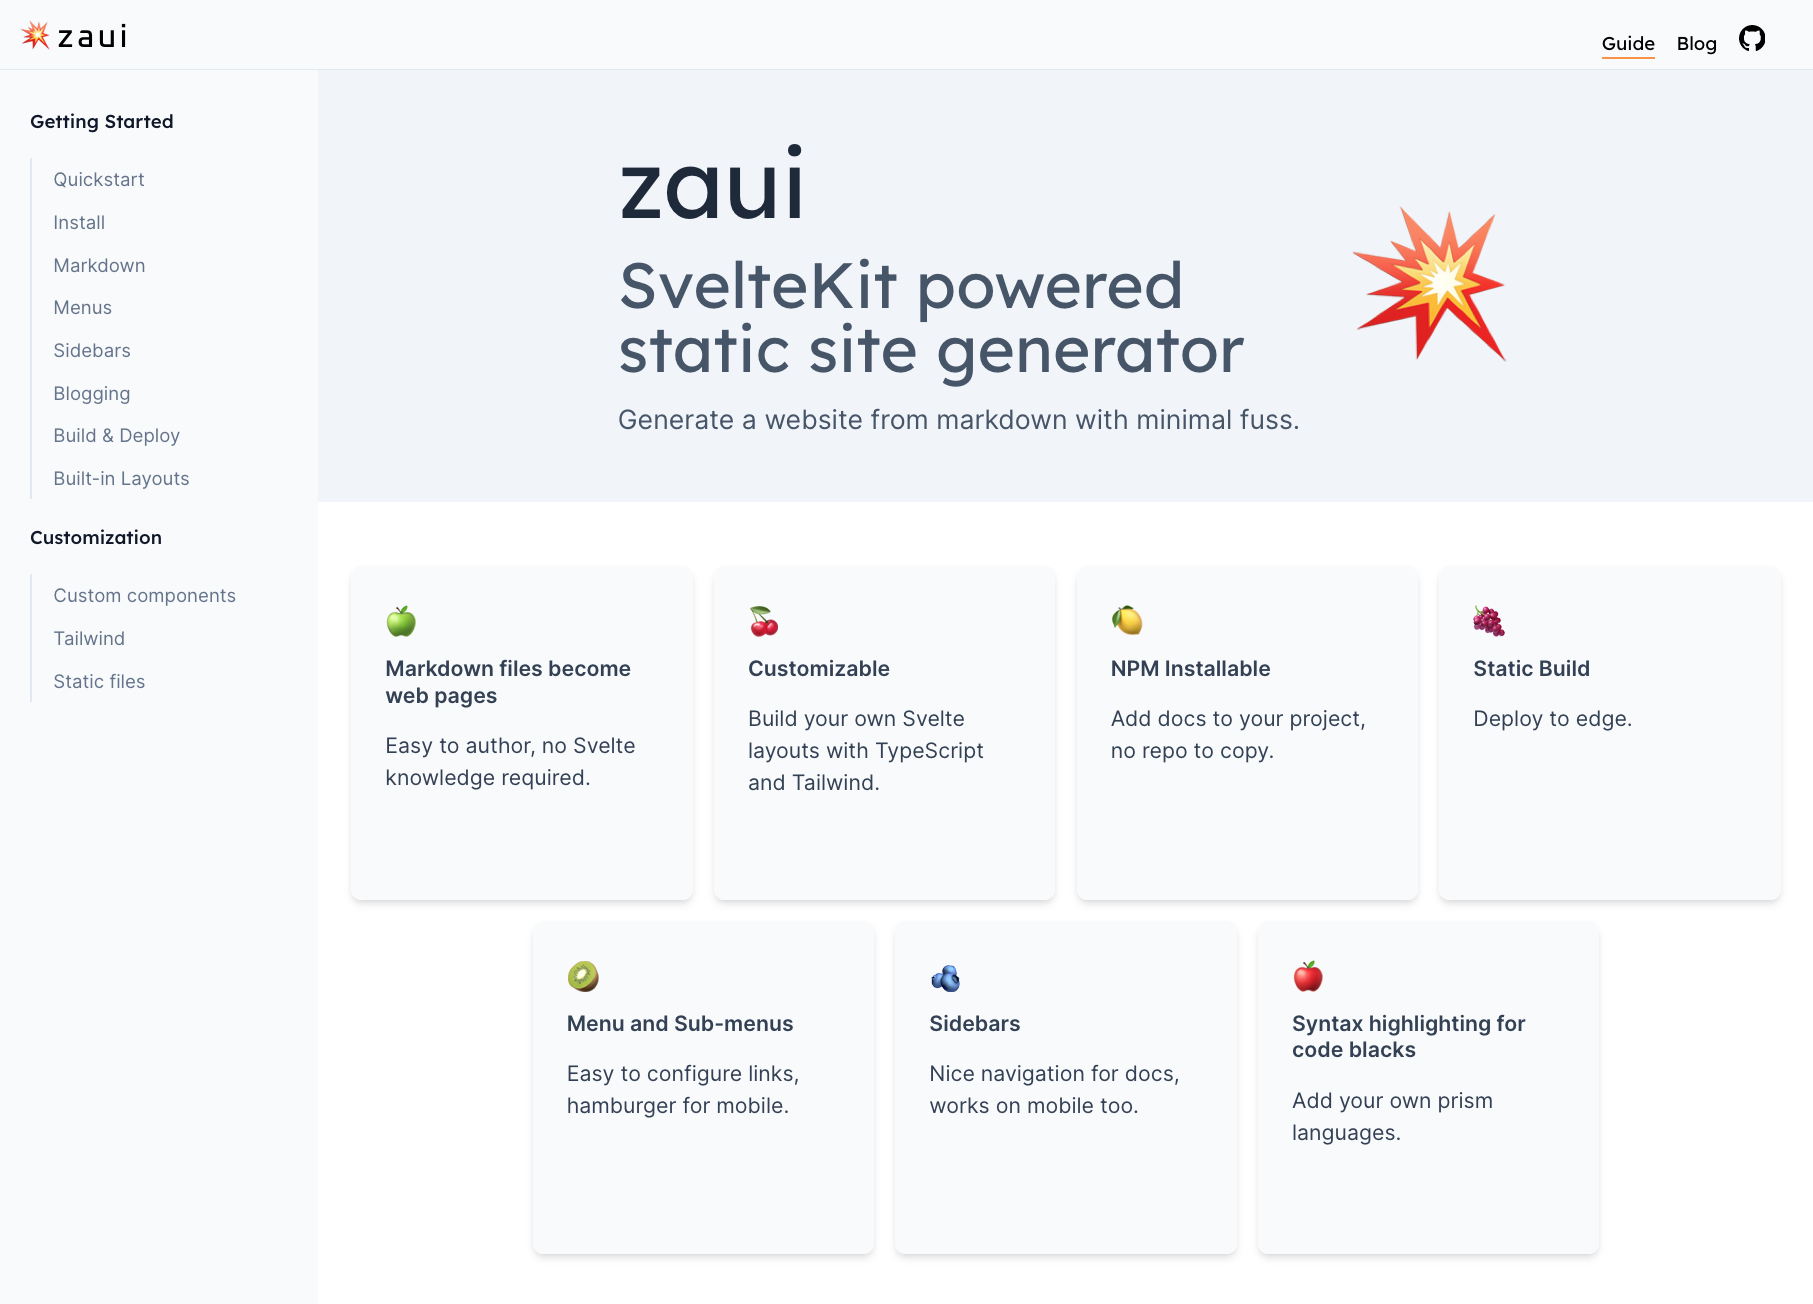 zaui
Guide
Blog
Getting Started
Quickstart
Install
Markdown
Menus
Sidebars
Blogging
Build & Deploy
Built-in Layouts
Customization
Custom components
Tailwind
Static files
zaui
SvelteKit powered
static site generator
Generate a website from markdown with minimal fuss.
Markdown files become
web pages
Easy to author, no Svelte
knowledge required.
Customizable
Build your own Svelte
layouts with TypeScript
and Tailwind.
NPM Installable
Add docs to your project,
no repo to copy.
Static Build
Deploy to edge.
Menu and Sub-menus
Easy to configure links,
hamburger for mobile.
Sidebars
Nice navigation for docs,
works on mobile too.
Syntax highlighting for
code blacks
Add your own prism
languages.